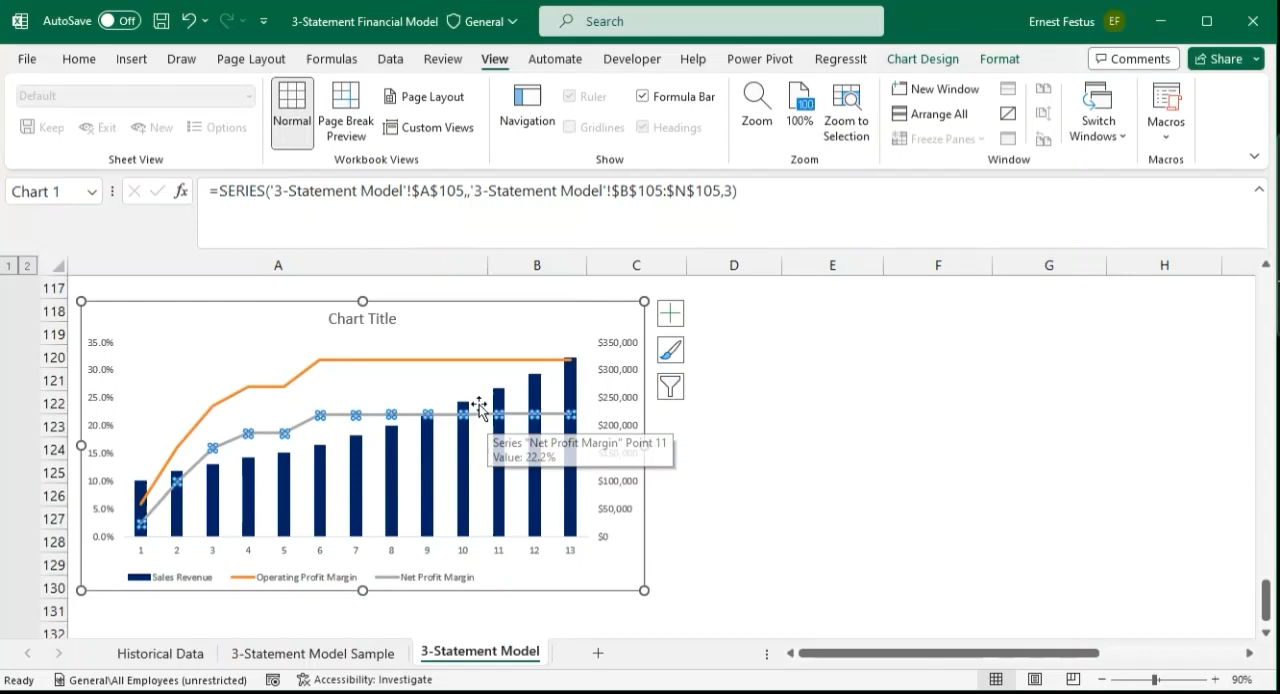 AutoSave Off 3-Statement Financial Model General Search Ernest Festus EF
File Home Insert Draw Page Layout Formulas Data Review View Automate Developer Help Power Pivot RegressIt Chart Design Format Comments Share
Default
Keep Exit New Options
Sheet View
Normal
Page Break Preview
Page Layout
Custom Views
Workbook Views
Navigation
Ruler Formula Bar
Gridlines Headings
Show
Zoom
100
100%
Zoom to Selection
Zoom
New Window
Arrange All
Freeze Panes
Switch Windows
Window
Macros
Macros
Chart 1 fx =SERIES('3-Statement Model'!$A$105,,'3-Statement Model'!$B$105:$N$105,3)
1 2 A B C D E F G H
117
118
119
120
121
122
123
124
125
126
127
128
129
130
131
132
Chart Title
35.0% $350,000
30.0% $300,000
25.0% $250,000
20.0% $200,000
15.0% $150,000
10.0% $100,000
5.0% $50,000
0.0% $0
1 2 3 4 5 6 7 8 9 10 11 12 13
Sales Revenue Operating Profit Margin Net Profit Margin
Series "Net Profit Margin" Point 11
Value: 22.2%
Historical Data 3-Statement Model Sample 3-Statement Model
Ready General\All Employees (unrestricted) Accessibility: Investigate 90%